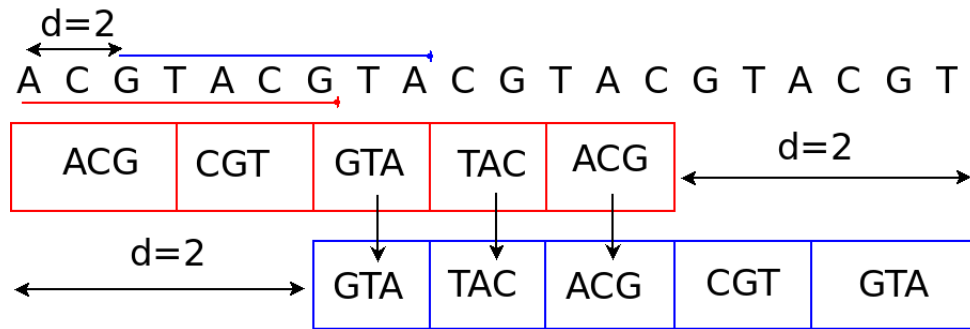 d=2
A C G T A C G T A C G T A C G T A C G T
ACG CGT GTA TAC ACG d=2
d=2 GTA TAC ACG CGT GTA